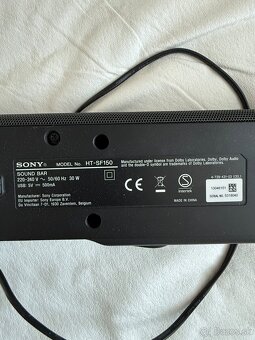 SONY® MODEL No. HT-SF150
SOUND BAR
220-240 V ~ 50/60 Hz 30 W
USB: 5V ⎓ 500mA
Manufacturer: Sony Corporation
EU Importer: Sony Europe B.V.
Da Vincilaan 7-D1, 1930 Zaventem, Belgium
Manufactured under license from Dolby Laboratories.
Dolby, Dolby Audio and the double-D symbol are
trademarks of Dolby Laboratories.
MADE IN CHINA